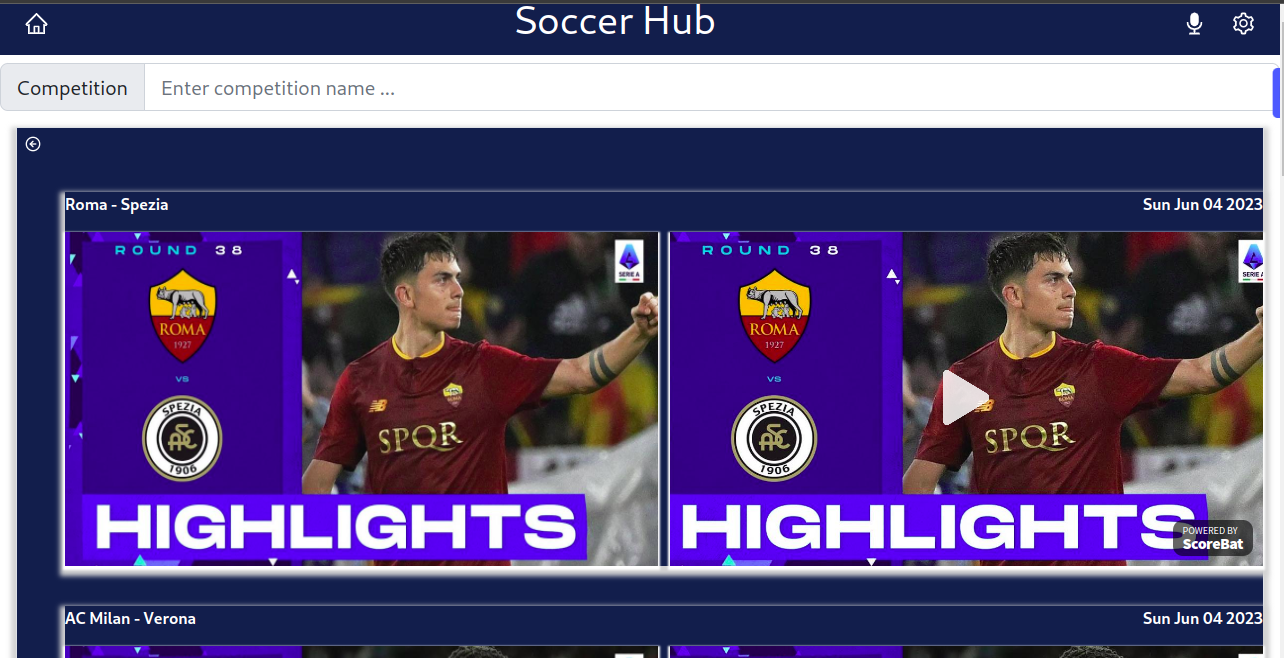 Soccer Hub
Competition
Enter competition name ...
Roma - Spezia
Sun Jun 04 2023
ROUND 38
SERIE A
ROMA
1927
VS
SPEZIA
1906
SPQR
HIGHLIGHTS
ROUND 38
SERIE A
ROMA
1927
VS
SPEZIA
1906
SPQR
HIGHLIGHTS
POWERED BY
ScoreBat
AC Milan - Verona
Sun Jun 04 2023